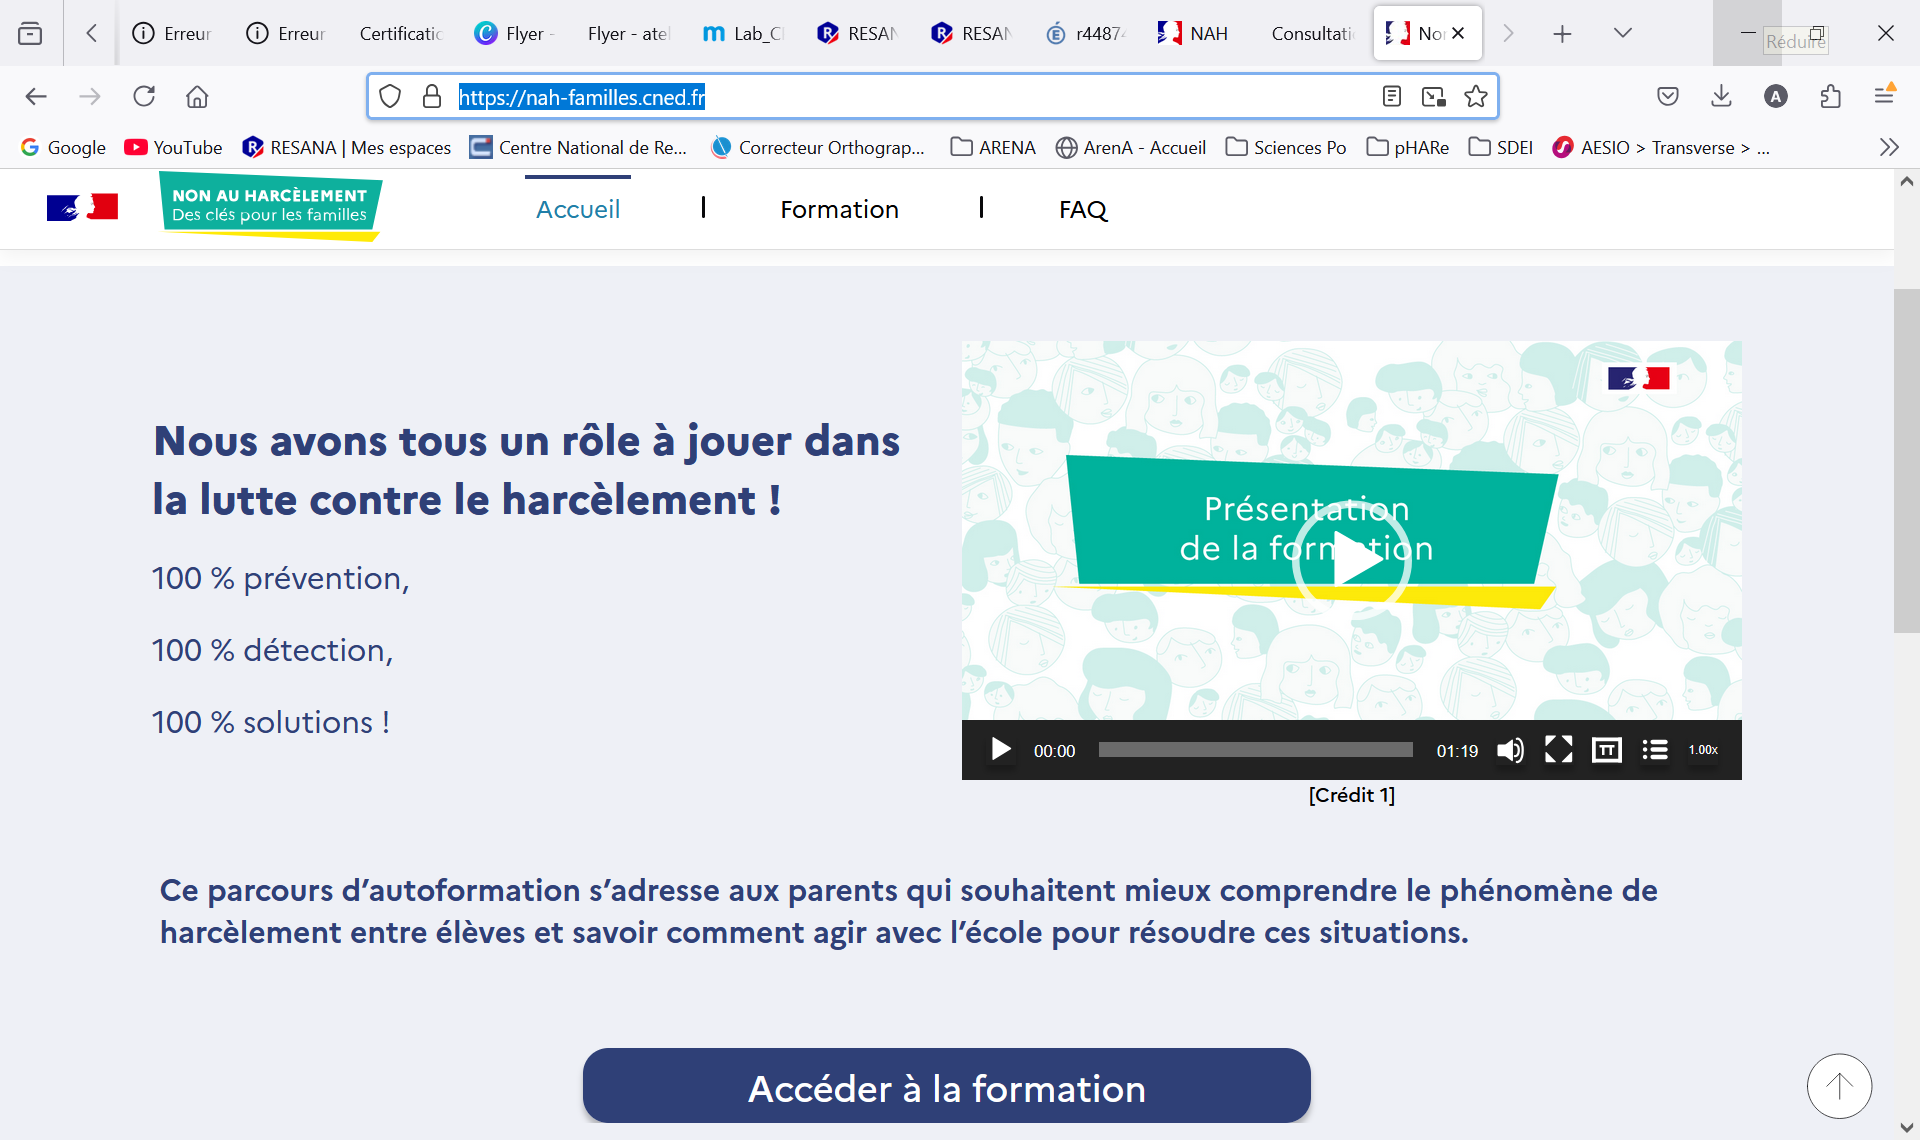 Erreur
Erreur
Certificatio
Flyer -
Flyer - atel
Lab_C
RESAN
RESAN
r44874
NAH
Consultati
No
Réduire
https://nah-familles.cned.fr
Google
YouTube
RESANA | Mes espaces
Centre National de Re...
Correcteur Orthograp...
ARENA
ArenA - Accueil
Sciences Po
pHARe
SDEI
AESIO > Transverse > ...
NON AU HARCÈLEMENT
Des clés pour les familles
Accueil
Formation
FAQ
Nous avons tous un rôle à jouer dans
la lutte contre le harcèlement !
100 % prévention,
100 % détection,
100 % solutions !
Présentation
de la formation
00:00
01:19
1.00x
[Crédit 1]
Ce parcours d’autoformation s’adresse aux parents qui souhaitent mieux comprendre le phénomène de
harcèlement entre élèves et savoir comment agir avec l’école pour résoudre ces situations.
Accéder à la formation